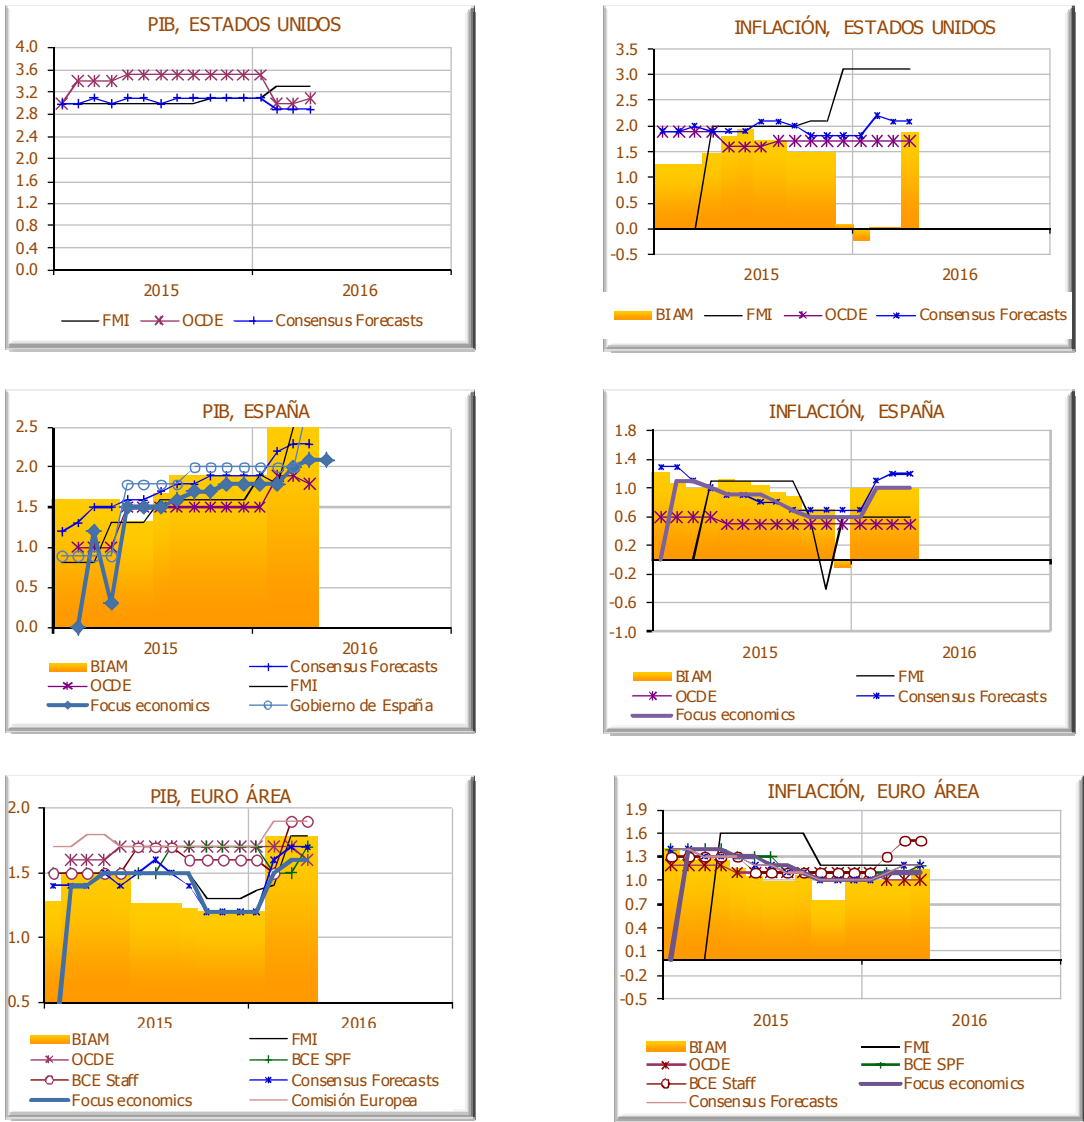 PIB, ESTADOS UNIDOS
4.0
3.6
3.2
2.8
2.4
2.0
1.6
1.2
0.8
0.4
0.0
2015 2016
FMI OCDE Consensus Forecasts
INFLACIÓN, ESTADOS UNIDOS
3.5
3.0
2.5
2.0
1.5
1.0
0.5
0.0
-0.5
2015 2016
BIAM FMI OCDE Consensus Forecasts
PIB, ESPAÑA
2.5
2.0
1.5
1.0
0.5
0.0
2015 2016
BIAM Consensus Forecasts
OCDE FMI
Focus economics Gobierno de España
INFLACIÓN, ESPAÑA
1.8
1.4
1.0
0.6
0.2
-0.2
-0.6
-1.0
2015 2016
BIAM FMI
OCDE Consensus Forecasts
Focus economics
PIB, EURO ÁREA
2.0
1.5
1.0
0.5
2015 2016
BIAM FMI
OCDE BCE SPF
BCE Staff Consensus Forecasts
Focus economics Comisión Europea
INFLACIÓN, EURO ÁREA
1.9
1.6
1.3
1.0
0.7
0.4
0.1
-0.2
-0.5
2015 2016
BIAM FMI
OCDE BCE SPF
BCE Staff Focus economics
Consensus Forecasts